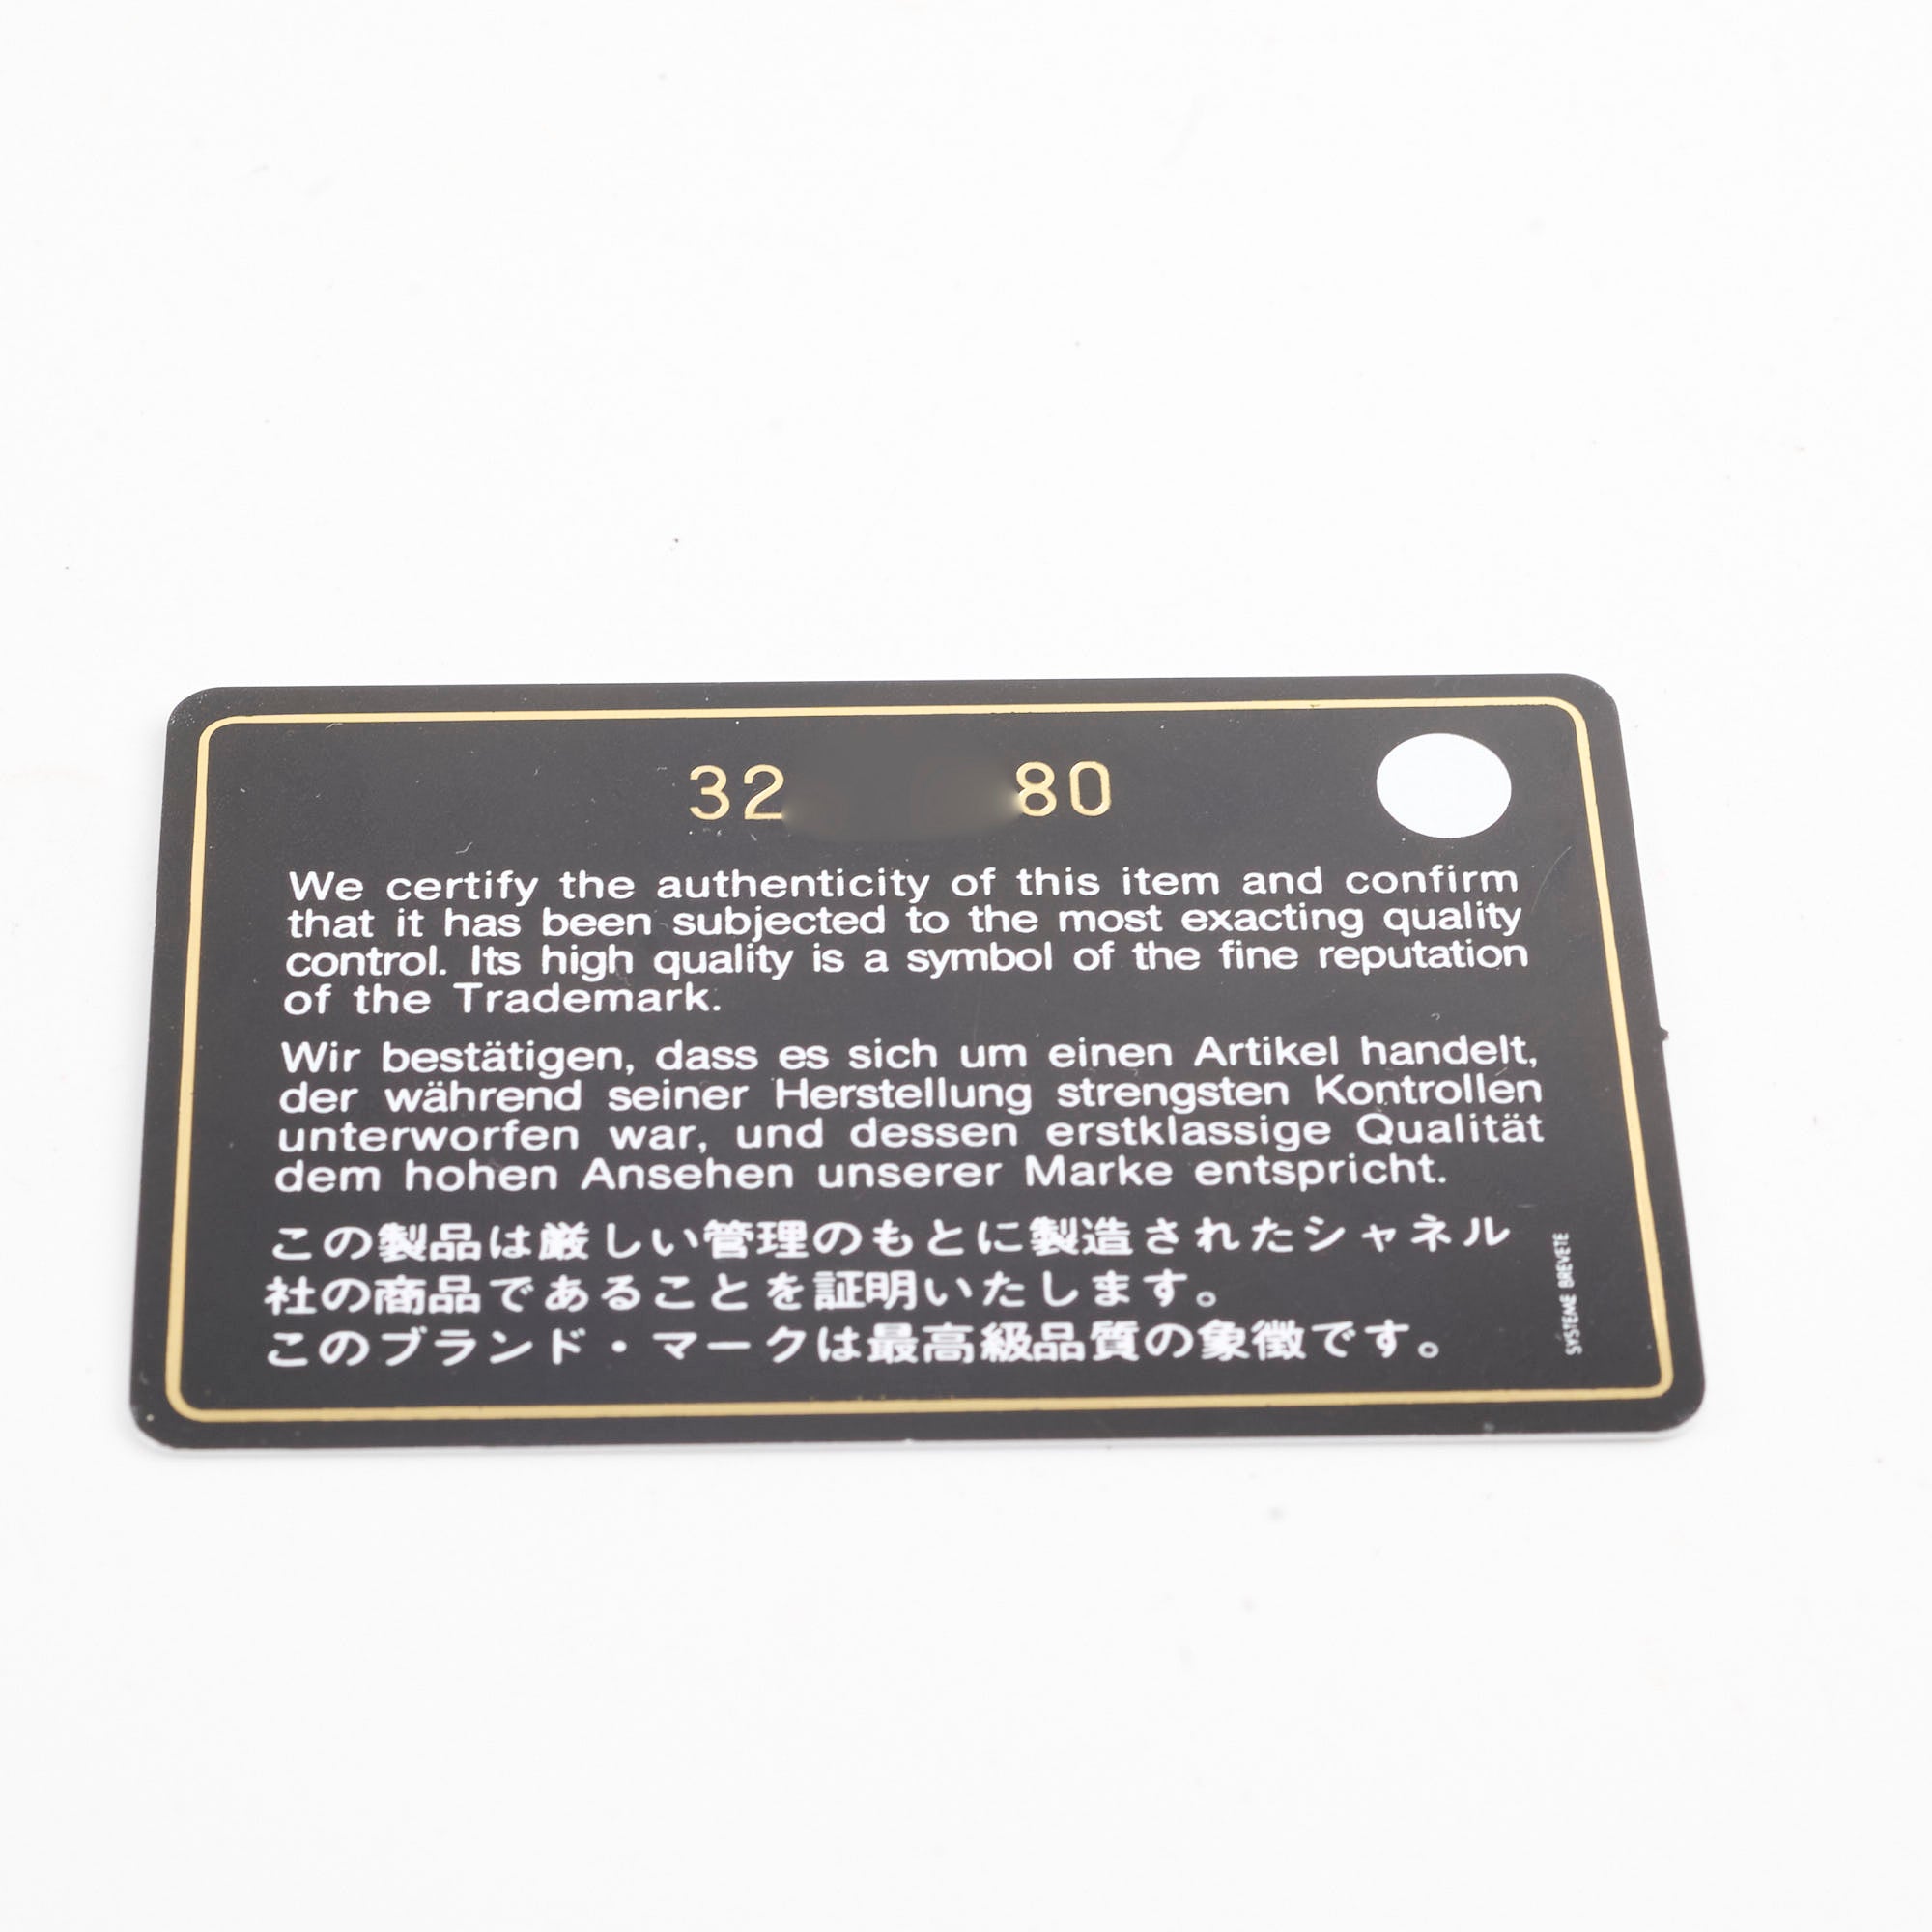 32 80
We certify the authenticity of this item and confirm
that it has been subjected to the most exacting quality
control. Its high quality is a symbol of the fine reputation
of the Trademark.
Wir bestätigen, dass es sich um einen Artikel handelt,
der während seiner Herstellung strengsten Kontrollen
unterworfen war, und dessen erstklassige Qualität
dem hohen Ansehen unserer Marke entspricht.
この製品は厳しい管理のもとに製造されたシャネル
社の商品であることを証明いたします。
このブランド・マークは最高級品質の象徴です。
SYSTEME BREVETE